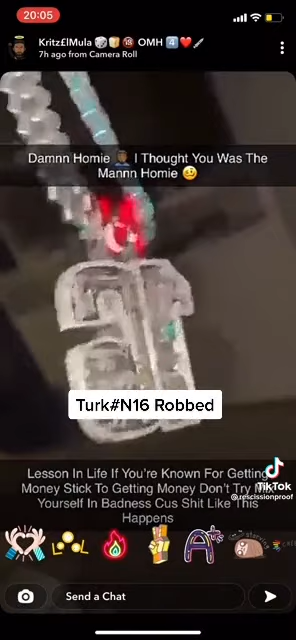 20:05
Kritz£lMula 🎲📦🔞 OMH 4️⃣❤️
7h ago from Camera Roll
Damnn Homie 🤦🏾‍♂️ I Thought You Was The
Mannn Homie 🤕
Turk#N16 Robbed
Lesson In Life If You're Known For Getting
Money Stick To Getting Money Don't Try
Yourself In Badness Cus Shit Like This
Happens
TikTok
@rescissionproof
Send a Chat